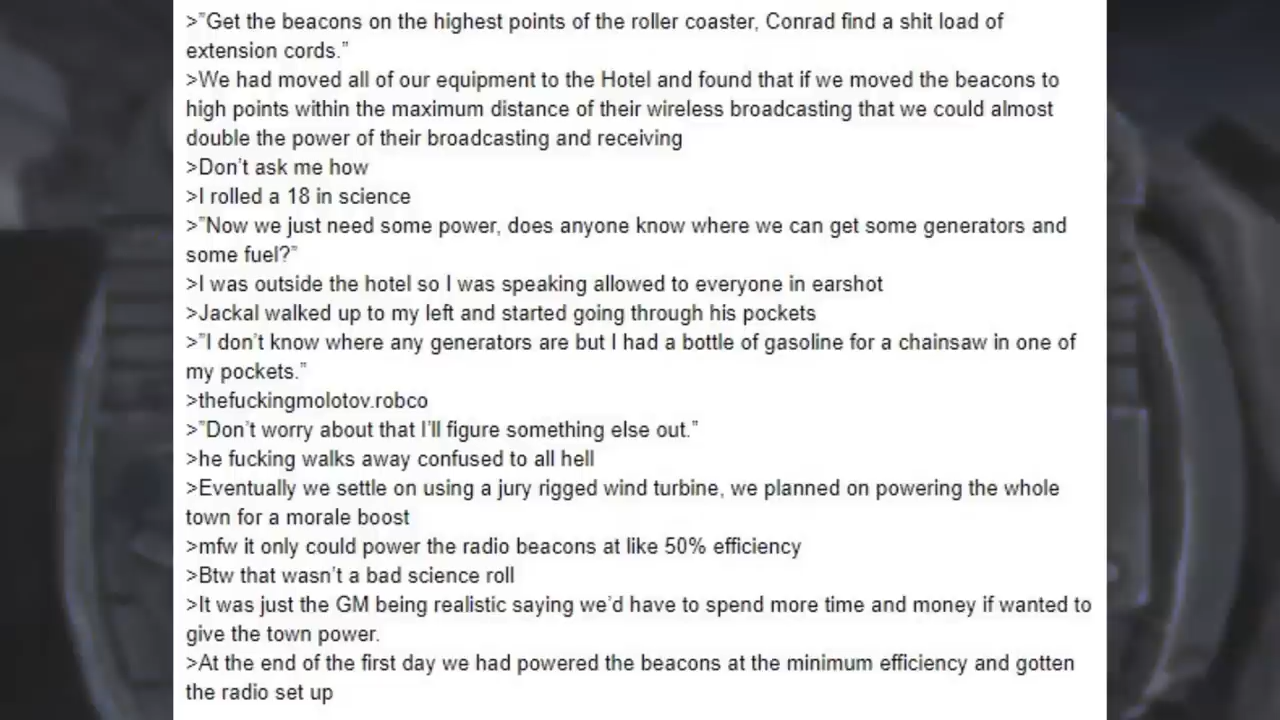 >"Get the beacons on the highest points of the roller coaster, Conrad find a shit load of
extension cords."
>We had moved all of our equipment to the Hotel and found that if we moved the beacons to
high points within the maximum distance of their wireless broadcasting that we could almost
double the power of their broadcasting and receiving
>Don't ask me how
>I rolled a 18 in science
>"Now we just need some power, does anyone know where we can get some generators and
some fuel?"
>I was outside the hotel so I was speaking allowed to everyone in earshot
>Jackal walked up to my left and started going through his pockets
>"I don't know where any generators are but I had a bottle of gasoline for a chainsaw in one of
my pockets."
>thefuckingmolotov.robco
>"Don't worry about that I'll figure something else out."
>he fucking walks away confused to all hell
>Eventually we settle on using a jury rigged wind turbine, we planned on powering the whole
town for a morale boost
>mfw it only could power the radio beacons at like 50% efficiency
>Btw that wasn't a bad science roll
>It was just the GM being realistic saying we'd have to spend more time and money if wanted to
give the town power.
>At the end of the first day we had powered the beacons at the minimum efficiency and gotten
the radio set up